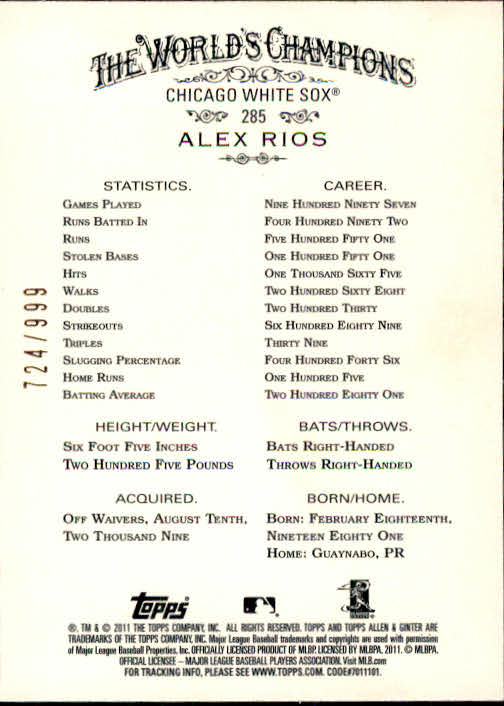 THE WORLD'S CHAMPIONS
CHICAGO WHITE SOX®
285
ALEX RIOS
STATISTICS. CAREER.
GAMES PLAYED NINE HUNDRED NINETY SEVEN
RUNS BATTED IN FOUR HUNDRED NINETY TWO
RUNS FIVE HUNDRED FIFTY ONE
STOLEN BASES ONE HUNDRED FIFTY ONE
HITS ONE THOUSAND SIXTY FIVE
WALKS TWO HUNDRED SIXTY EIGHT
DOUBLES TWO HUNDRED THIRTY
STRIKEOUTS SIX HUNDRED EIGHTY NINE
TRIPLES THIRTY NINE
SLUGGING PERCENTAGE FOUR HUNDRED FORTY SIX
HOME RUNS ONE HUNDRED FIVE
BATTING AVERAGE TWO HUNDRED EIGHTY ONE
724/999
HEIGHT/WEIGHT. BATS/THROWS.
SIX FOOT FIVE INCHES BATS RIGHT-HANDED
TWO HUNDRED FIVE POUNDS THROWS RIGHT-HANDED
ACQUIRED. BORN/HOME.
OFF WAIVERS, AUGUST TENTH, BORN: FEBRUARY EIGHTEENTH,
TWO THOUSAND NINE NINETEEN EIGHTY ONE
HOME: GUAYNABO, PR
Topps
®, TM & © 2011 THE TOPPS COMPANY, INC. ALL RIGHTS RESERVED. TOPPS AND TOPPS ALLEN & GINTER ARE
TRADEMARKS OF THE TOPPS COMPANY, INC. Major League Baseball trademarks and copyrights are used with permission
of Major League Baseball Properties, Inc. OFFICIALLY LICENSED PRODUCT OF MLBP. LICENSED BY MLBPA. 2011. © MLBPA.
OFFICIAL LICENSEE – MAJOR LEAGUE BASEBALL PLAYERS ASSOCIATION. Visit MLB.com
FOR TRACKING INFO, PLEASE SEE WWW.TOPPS.COM. CODE#7011101.